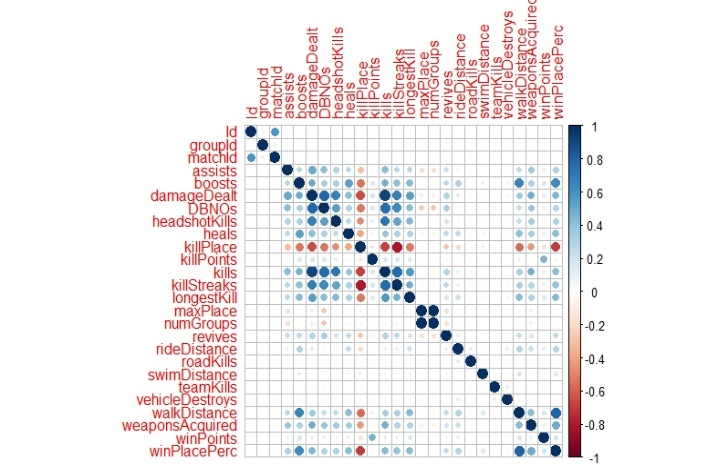 Id
groupId
matchId
assists
boosts
damageDealt
DBNOs
headshotKills
heals
killPlace
killPoints
kills
killStreaks
longestKill
maxPlace
numGroups
revives
rideDistance
roadKills
swimDistance
teamKills
vehicleDestroys
walkDistance
weaponsAcquired
winPoints
winPlacePerc
Id
groupId
matchId
assists
boosts
damageDealt
DBNOs
headshotKills
heals
killPlace
killPoints
kills
killStreaks
longestKill
maxPlace
numGroups
revives
rideDistance
roadKills
swimDistance
teamKills
vehicleDestroys
walkDistance
weaponsAcquired
winPoints
winPlacePerc
1
0.8
0.6
0.4
0.2
0
-0.2
-0.4
-0.6
-0.8
-1